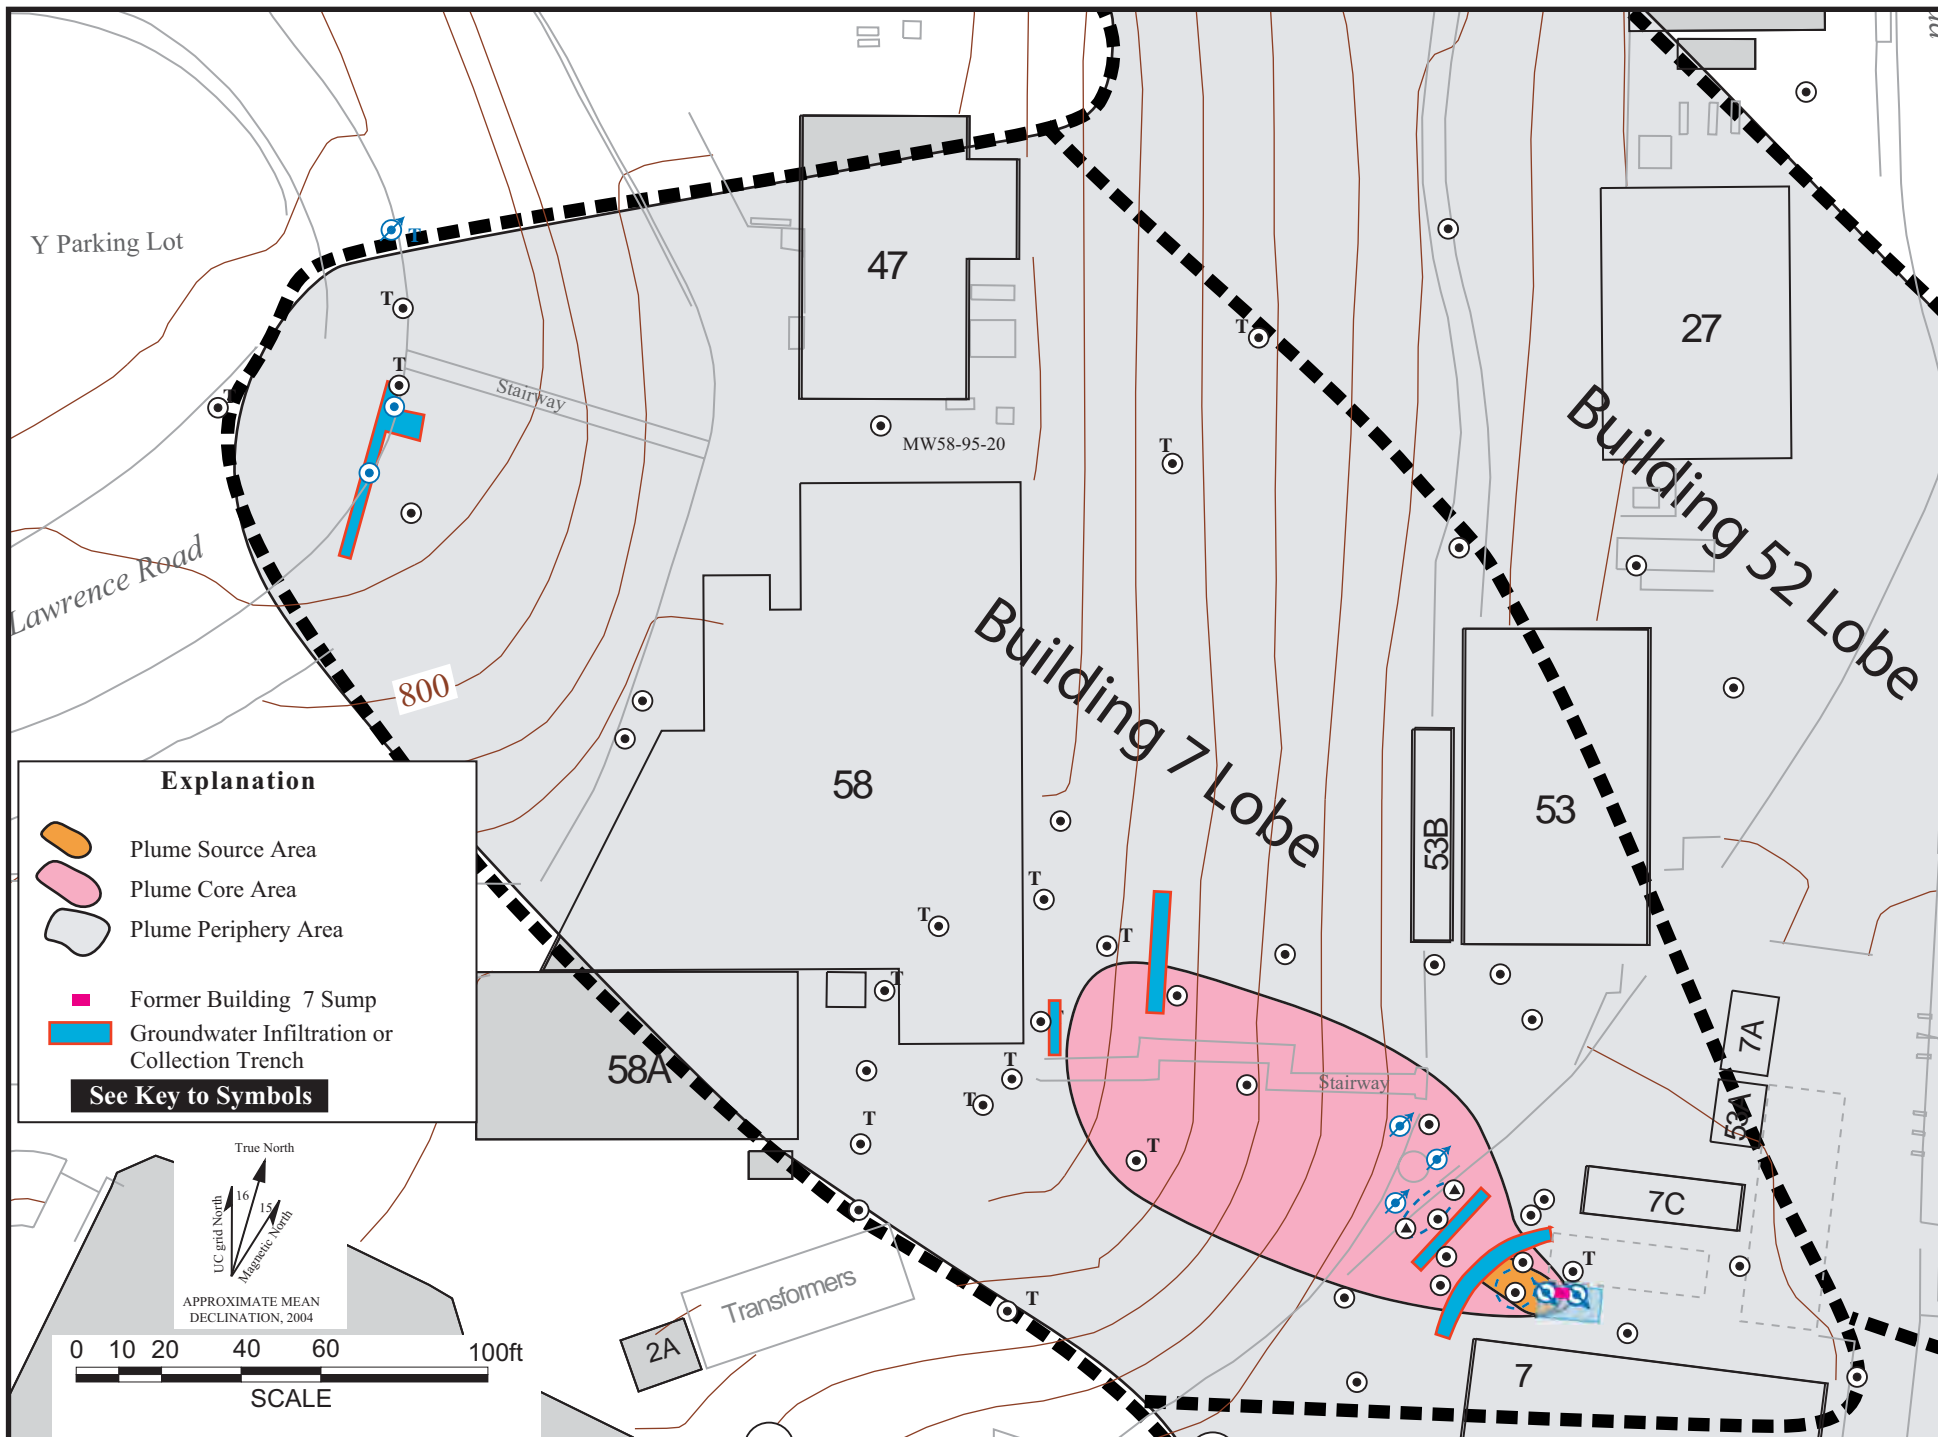 Y Parking Lot
T
T
T
T
Stairway
Lawrence Road
800
47
MW58-95-20
T
T
27
Building 52 Lobe
Building 7 Lobe
58
53B
53
T
T
T
T
58A
T
T
T
T
Stairway
7A
53A
7C
T
7
T
Transformers
2A
Explanation
Plume Source Area
Plume Core Area
Plume Periphery Area
Former Building 7 Sump
Groundwater Infiltration or
Collection Trench
See Key to Symbols
True North
UC grid North
16
15
Magnetic North
APPROXIMATE MEAN
DECLINATION, 2004
0 10 20 40 60 100ft
SCALE